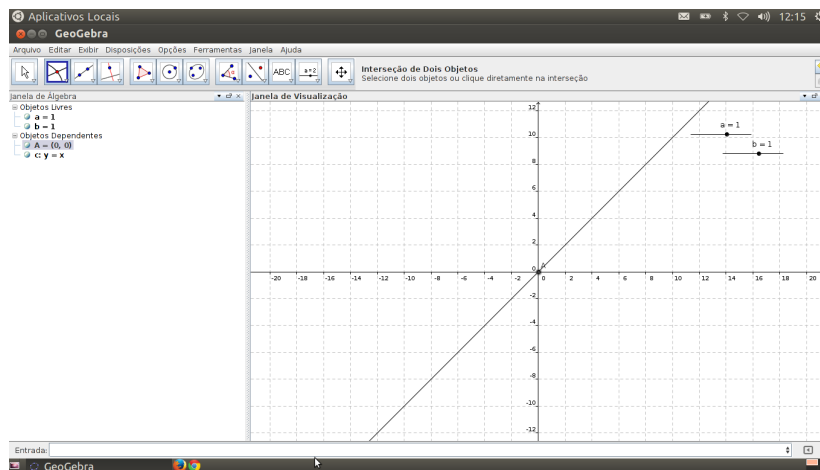 Aplicativos Locais 12:15
GeoGebra
Arquivo Editar Exibir Disposições Opções Ferramentas Janela Ajuda
ABC a=2
Interseção de Dois Objetos
Selecione dois objetos ou clique diretamente na interseção
Janela de Álgebra
Janela de Visualização
Objetos Livres
a = 1
b = 1
Objetos Dependentes
A = (0, 0)
c: y = x
12
10
8
6
4
2
0
-2
-4
-6
-8
-10
-12
A
-20 -18 -16 -14 -12 -10 -8 -6 -4 -2 0 2 4 6 8 10 12 14 16 18 20
a = 1
b = 1
Entrada:
GeoGebra